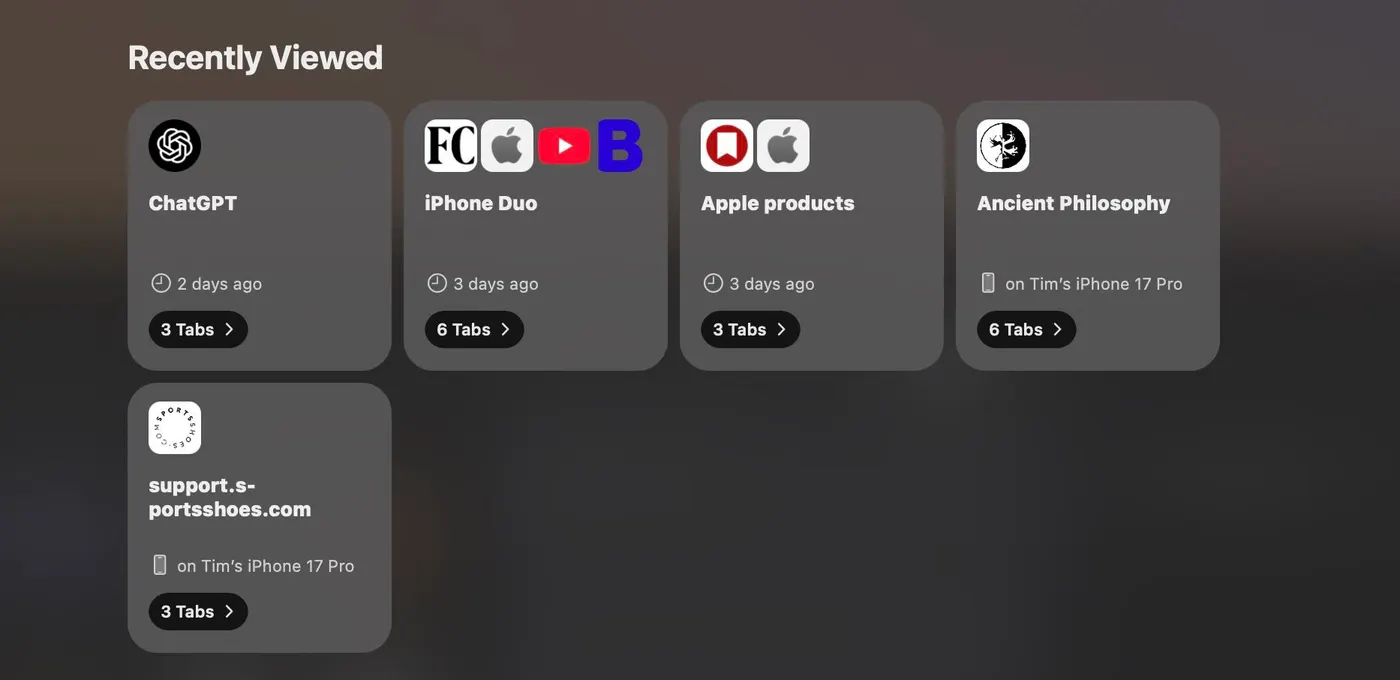 Recently Viewed
ChatGPT
2 days ago
3 Tabs
FC
B
iPhone Duo
3 days ago
6 Tabs
Apple products
3 days ago
3 Tabs
Ancient Philosophy
on Tim's iPhone 17 Pro
6 Tabs
SPORTSSHOES.COM
support.s-
portsshoes.com
on Tim's iPhone 17 Pro
3 Tabs